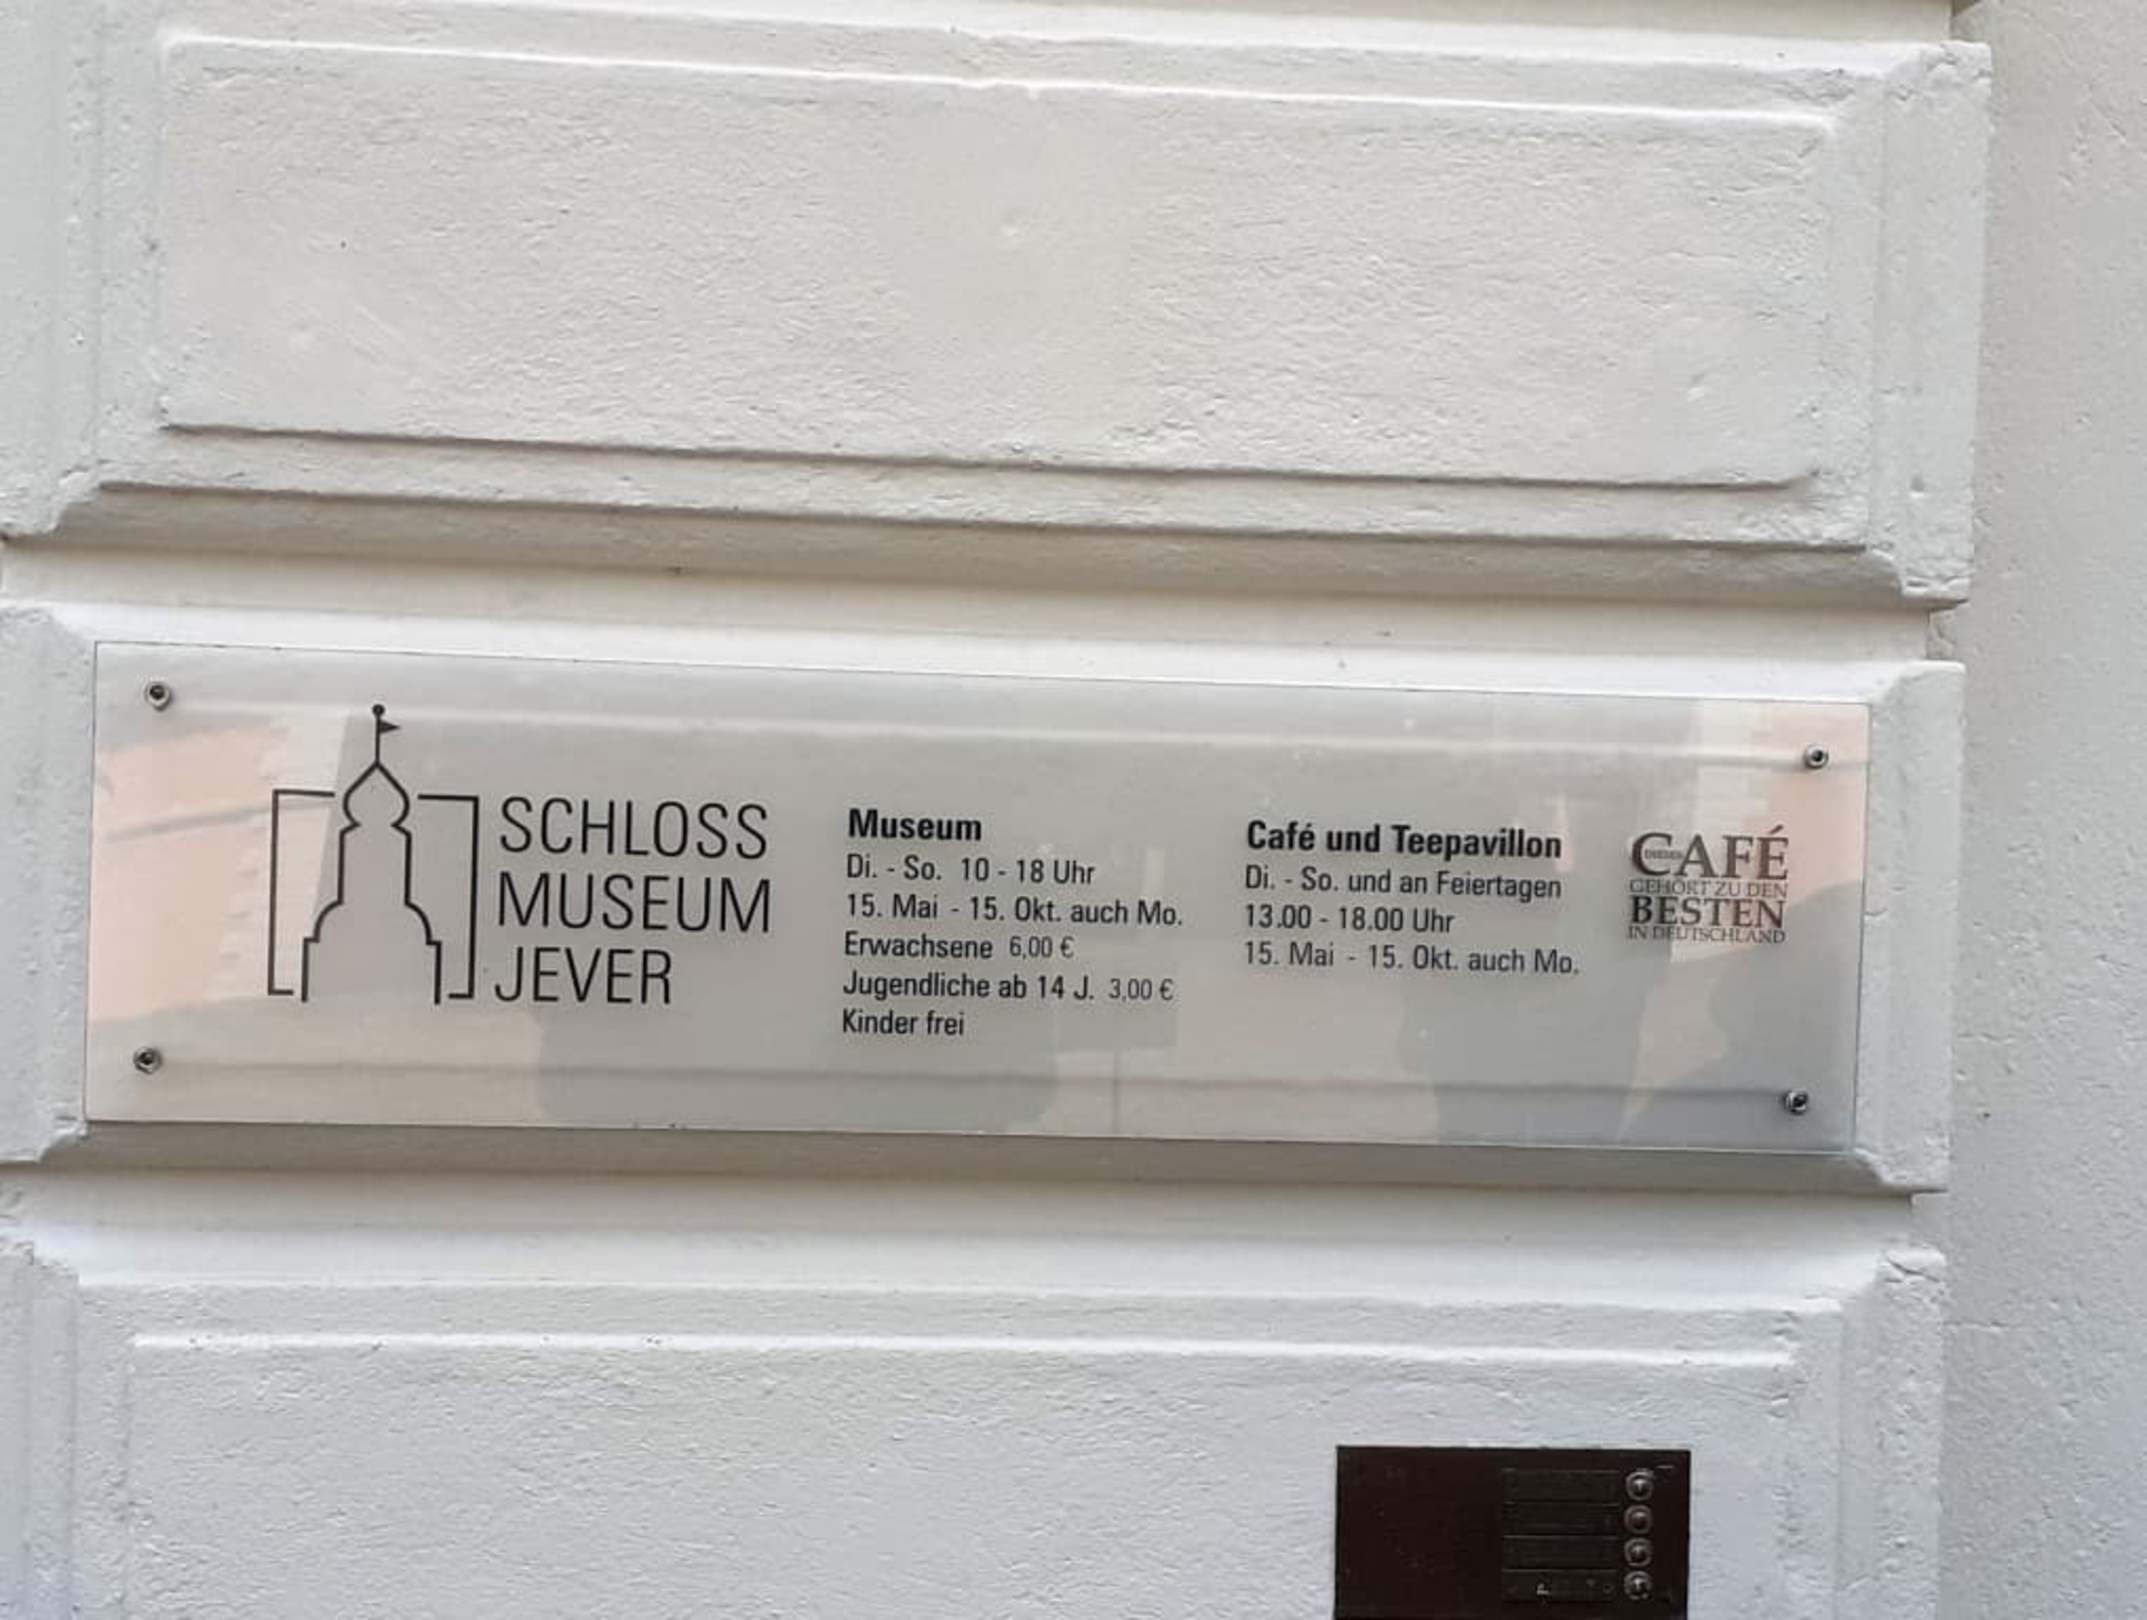 SCHLOSS
MUSEUM
JEVER
Museum
Di. - So. 10 - 18 Uhr
15. Mai - 15. Okt. auch Mo.
Erwachsene 6,00 €
Jugendliche ab 14 J. 3,00 €
Kinder frei
Café und Teepavillon
Di. - So. und an Feiertagen
13.00 - 18.00 Uhr
15. Mai - 15. Okt. auch Mo.
CAFÉ
GEHÖRT ZU DEN
BESTEN
IN DEUTSCHLAND